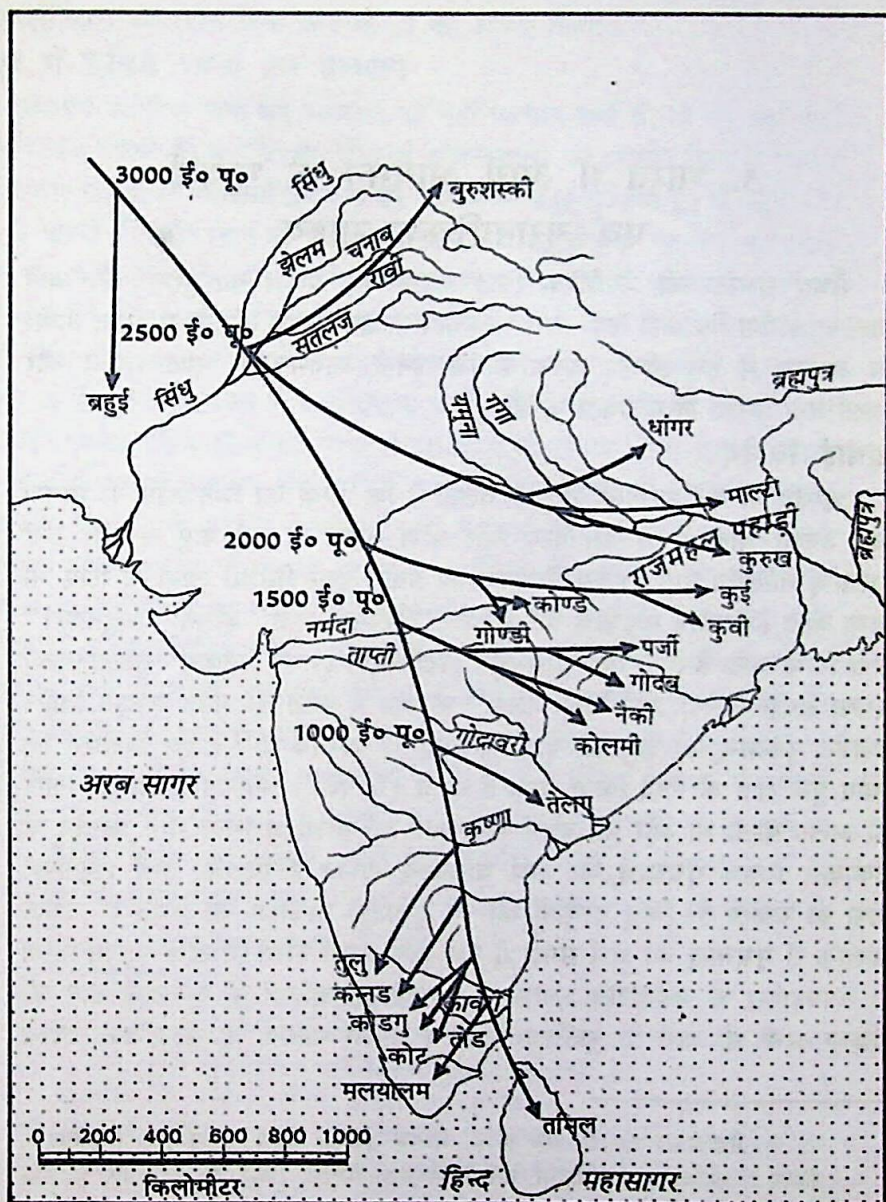 3000 ई० पू०
सिंधु
बुरुशस्की
झेलम
चनाब
रावी
2500 ई० पू०
सतलज
ब्रहुई
सिंधु
ब्रह्मपुत्र
यमुना
गंगा
धांगर
माल्टो
ब्रह्मपुत्र
राजमहल पहाड़ी
कुरुख
2000 ई० पू०
1500 ई० पू०
कोण्ड
कुई
गोण्डी
कुवी
नर्मदा
ताप्ती
पर्जी
गोदब
नैकी
1000 ई० पू०
गोदावरी
कोलमी
अरब सागर
तेलगु
कृष्णा
तुलु
कन्नड
कावेरी
कोडगु
कोट
तोड
मलयालम
तमिल
0 200 400 600 800 1000
किलोमीटर
हिन्द महासागर